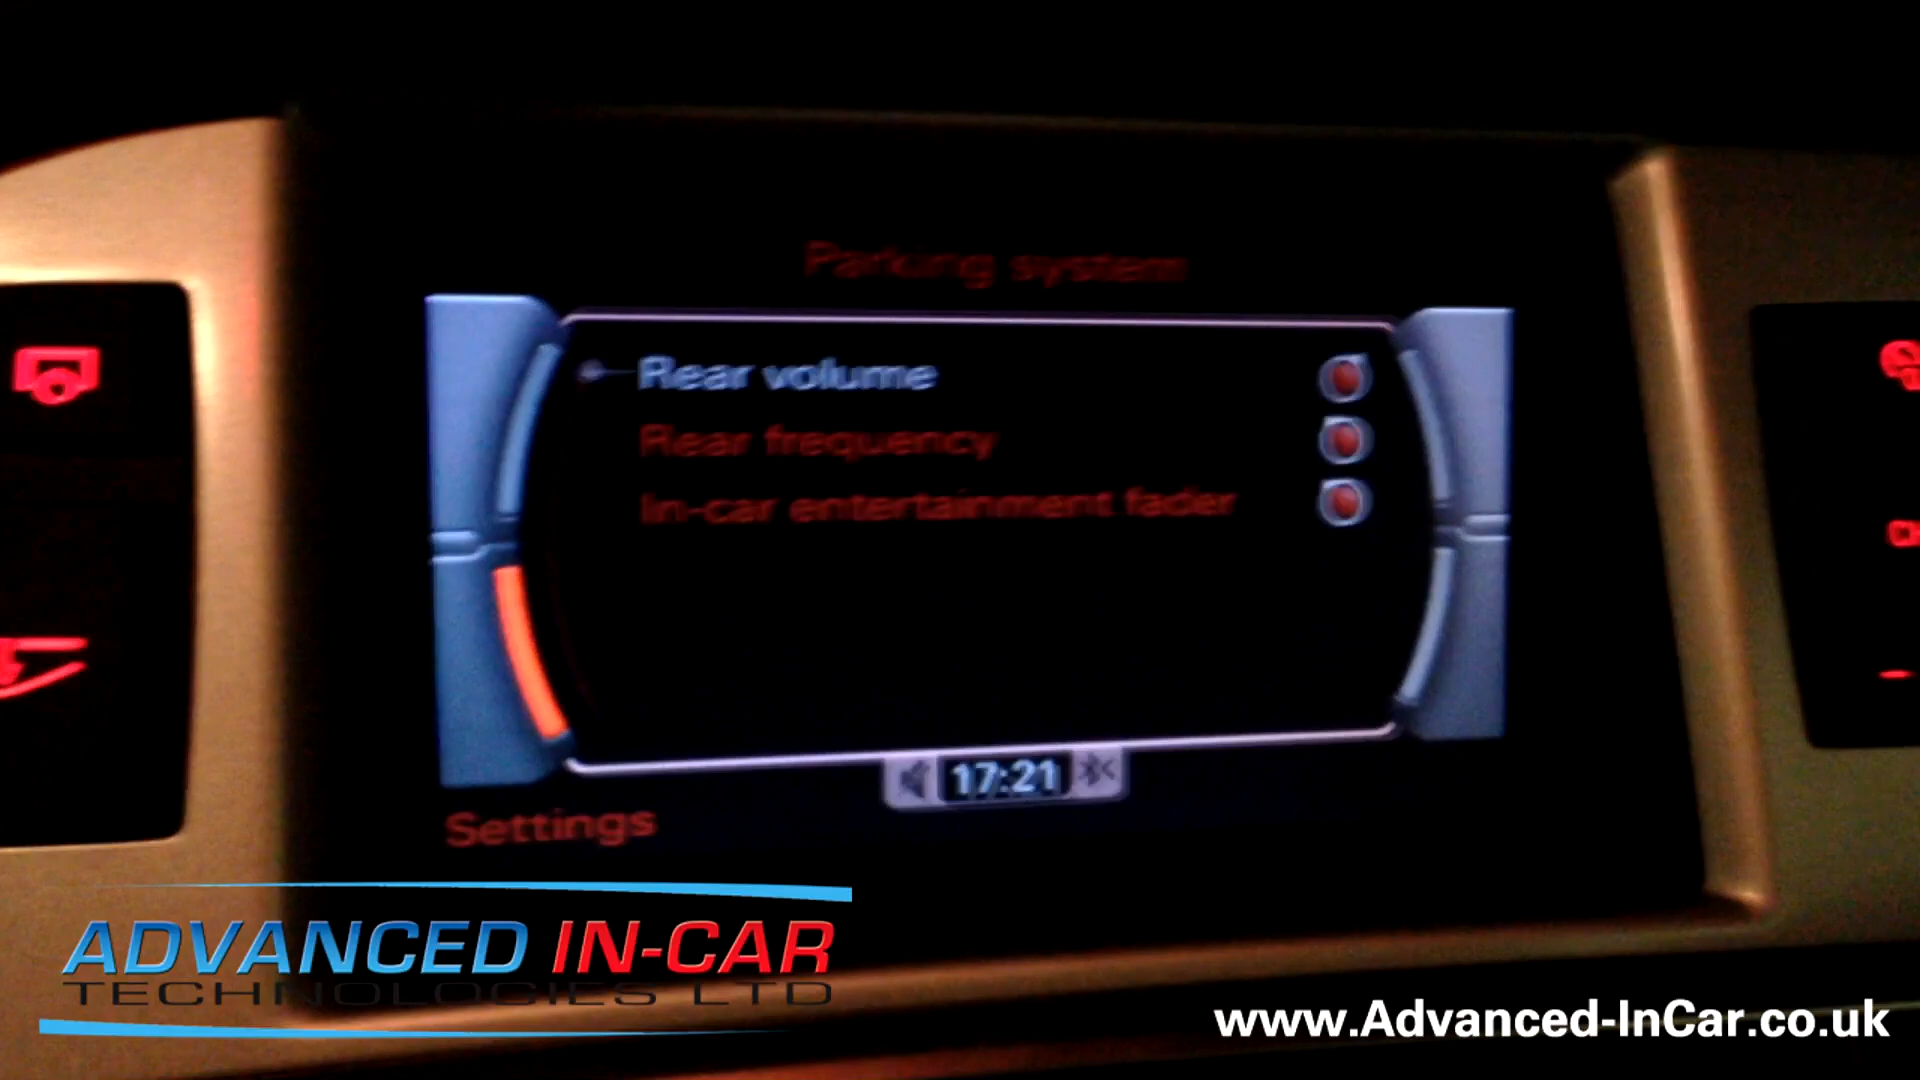 Parking system
Rear volume
Rear frequency
In-car entertainment fader
17:21
Settings
ADVANCED IN-CAR
TECHNOLOGIES LTD
www.Advanced-InCar.co.uk